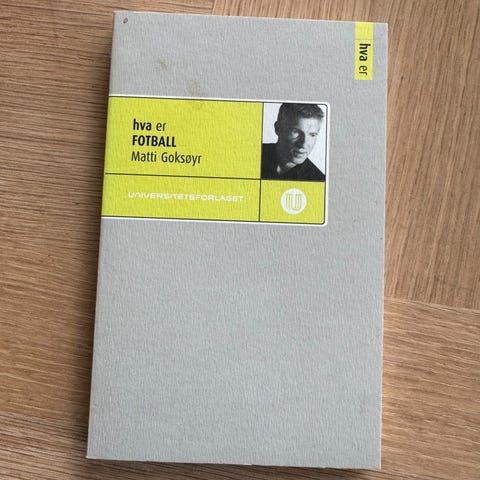 hva er
hva er
FOTBALL
Matti Goksøyr
UNIVERSITETSFORLAGET